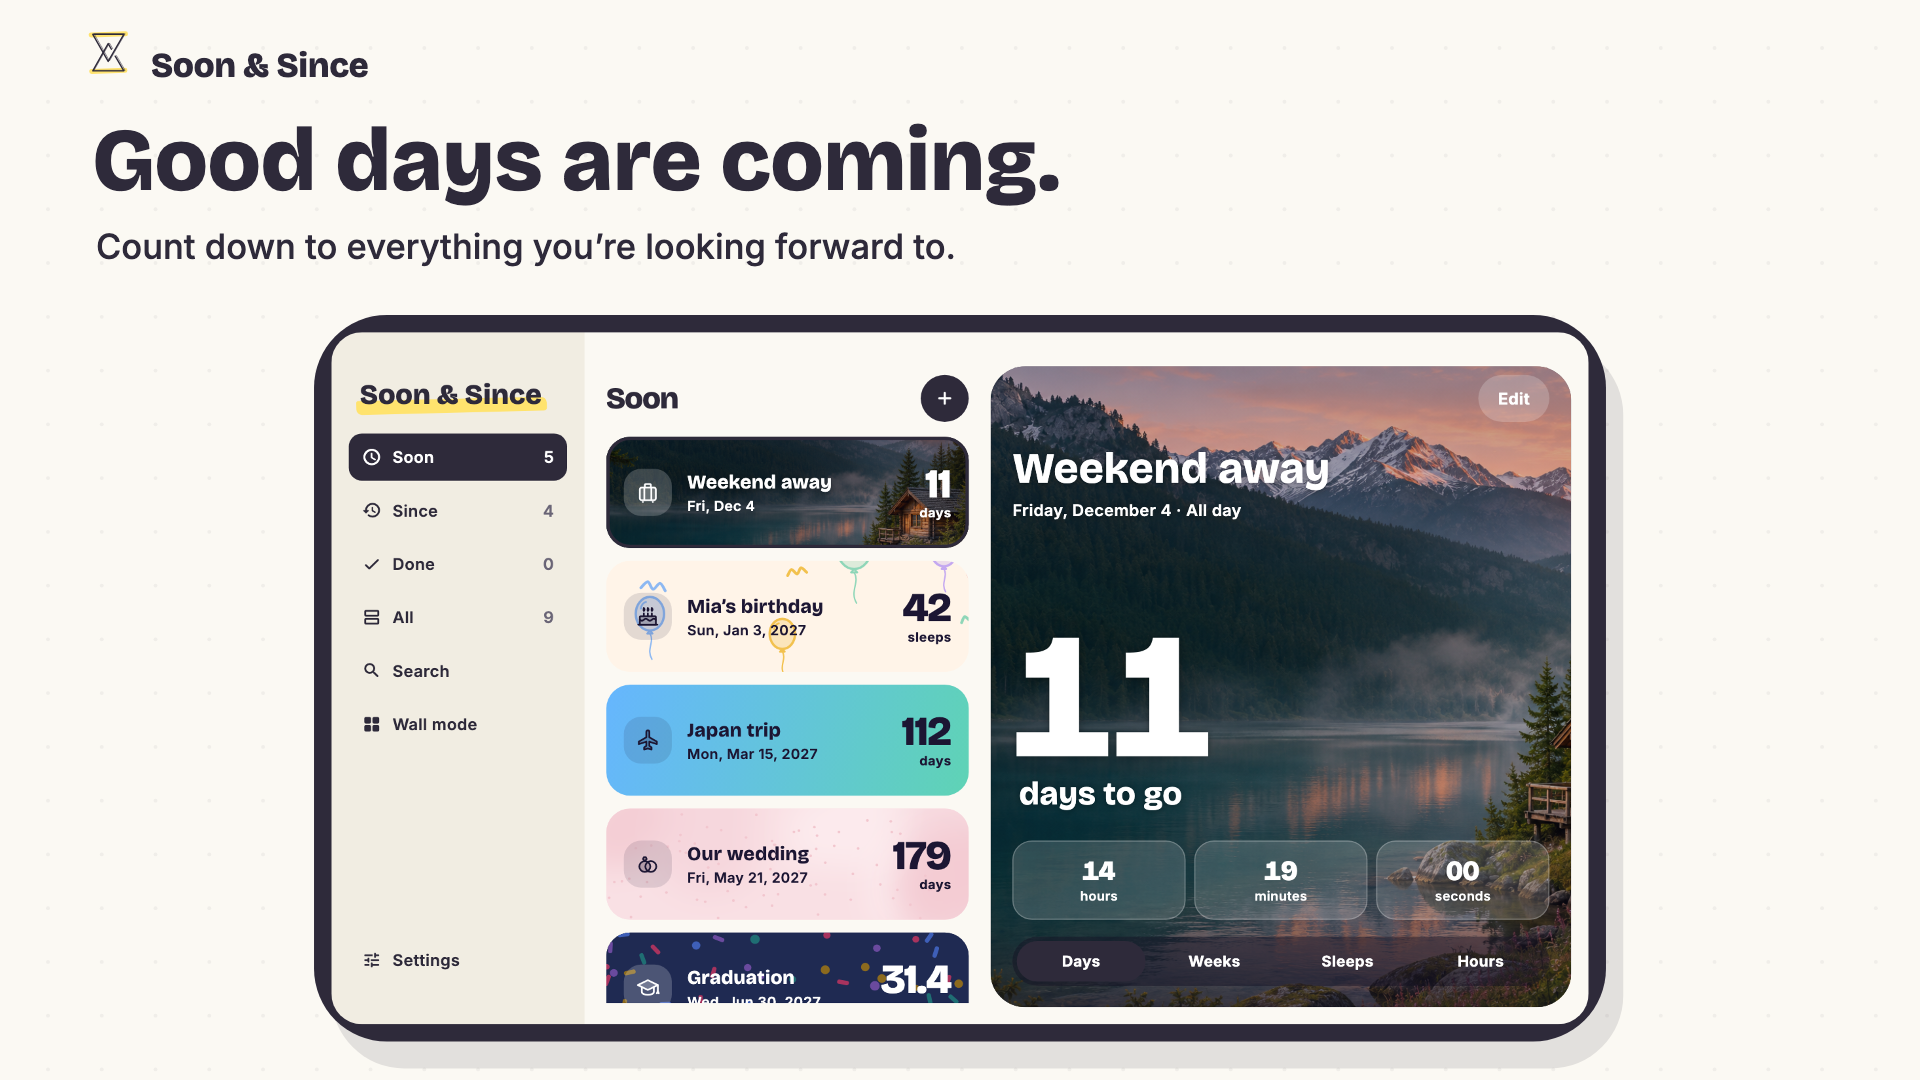 Soon & Since
Good days are coming.
Count down to everything you’re looking forward to.
Soon & Since
Soon 5
Since 4
Done 0
All 9
Search
Wall mode
Settings
Soon
+
Weekend away
Fri, Dec 4
11
days
Mia’s birthday
Sun, Jan 3, 2027
42
sleeps
Japan trip
Mon, Mar 15, 2027
112
days
Our wedding
Fri, May 21, 2027
179
days
Graduation
Wed, Jun 30, 2027
31.4
Edit
Weekend away
Friday, December 4 · All day
11
days to go
14
hours
19
minutes
00
seconds
Days
Weeks
Sleeps
Hours